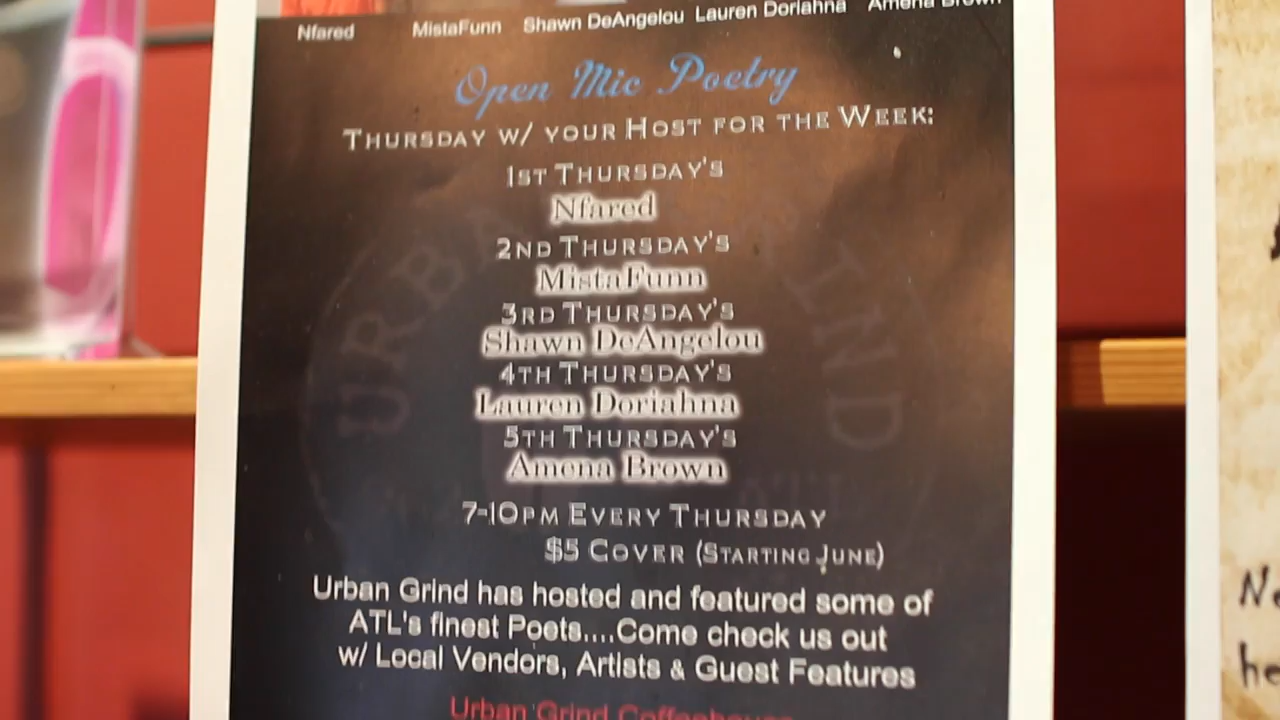 Nfared MistaFunn Shawn DeAngelou Lauren Doriahna Amena Brown
Open Mic Poetry
THURSDAY W/ YOUR HOST FOR THE WEEK:
1ST THURSDAY'S
Nfared
2ND THURSDAY'S
MistaFunn
3RD THURSDAY'S
Shawn DeAngelou
4TH THURSDAY'S
Lauren Doriahna
5TH THURSDAY'S
Amena Brown
7-10PM EVERY THURSDAY
$5 COVER (STARTING JUNE)
Urban Grind has hosted and featured some of
ATL's finest Poets....Come check us out
w/ Local Vendors, Artists & Guest Features
Urban Grind Coffeehouse